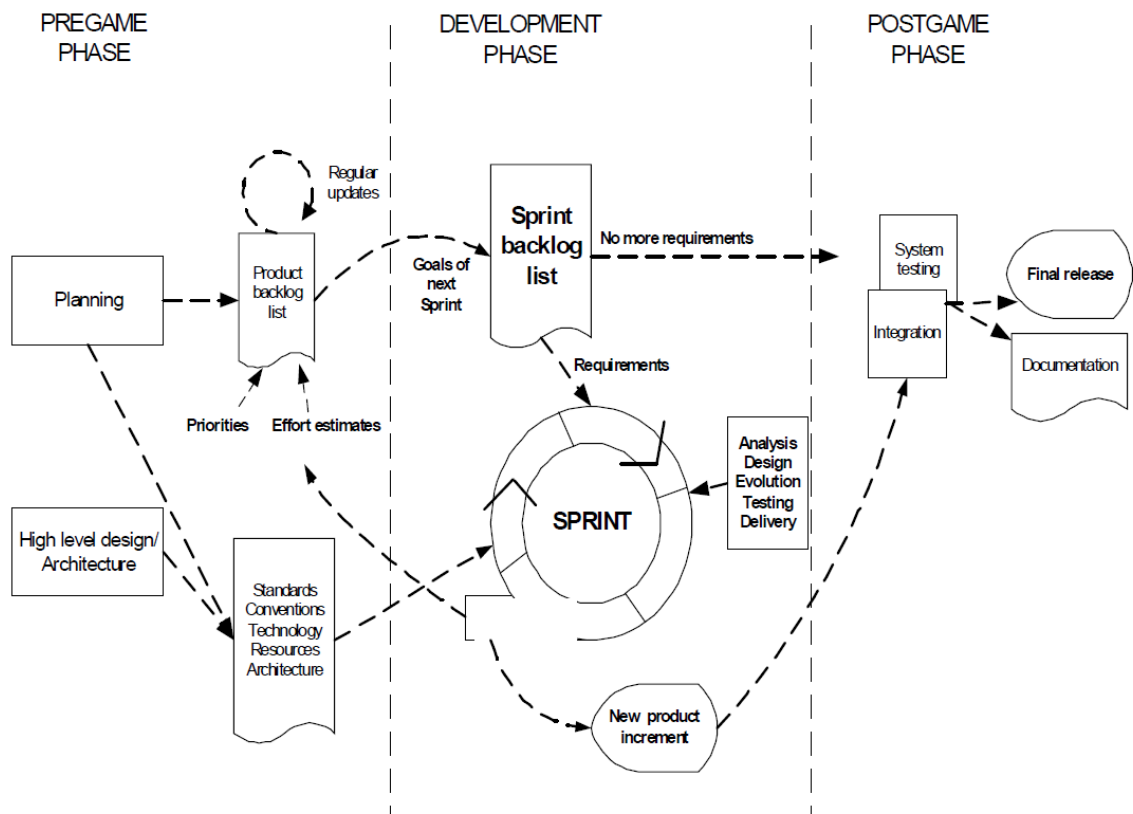 PREGAME
PHASE
DEVELOPMENT
PHASE
POSTGAME
PHASE
Regular
updates
Planning
Product
backlog
list
Goals of
next
Sprint
Sprint
backlog
list
No more requirements
System
testing
Integration
Final release
Documentation
Priorities
Effort estimates
Requirements
Analysis
Design
Evolution
Testing
Delivery
SPRINT
High level design/
Architecture
Standards
Conventions
Technology
Resources
Architecture
New product
increment